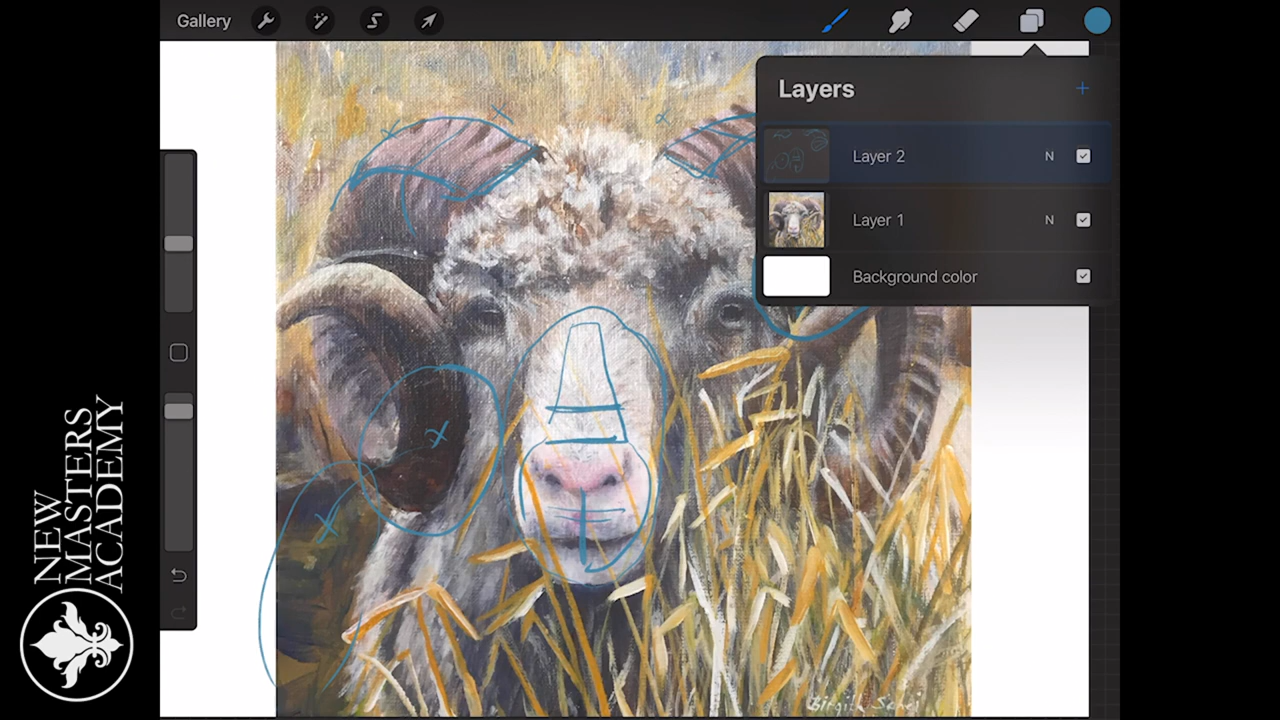 Gallery
Layers
Layer 2
N
Layer 1
N
Background color
NEW
MASTERS
ACADEMY